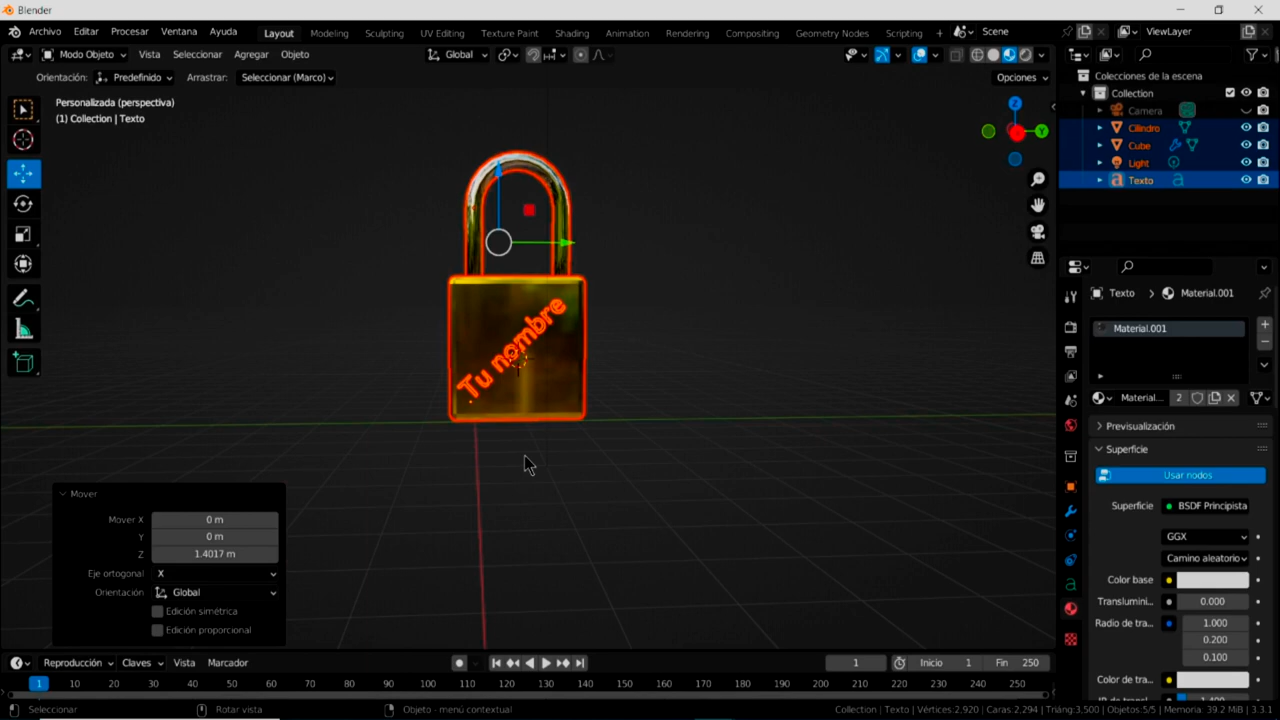 Blender
Archivo Editar Procesar Ventana Ayuda Layout Modeling Sculpting UV Editing Texture Paint Shading Animation Rendering Compositing Geometry Nodes Scripting + Scene ViewLayer
Modo Objeto Vista Seleccionar Agregar Objeto Global
Orientación: Predefinido Arrastrar: Seleccionar (Marco) Opciones
Personalizada (perspectiva)
(1) Collection | Texto
Z
Y
Tu nombre
Colecciones de la escena
Collection
Camera
Cilindro
Cube
Light
Texto
Texto > Material.001
Material.001
Material... 2
Previsualización
Superficie
Usar nodos
Superficie BSDF Principista
GGX
Camino aleatorio
Color base
Translumini... 0.000
Radio de tra... 1.000
0.200
0.100
Color de tra...
Mover
Mover X 0 m
Y 0 m
Z 1.4017 m
Eje ortogonal X
Orientación Global
Edición simétrica
Edición proporcional
Reproducción Claves Vista Marcador 1 Inicio 1 Fin 250
1 10 20 30 40 50 60 70 80 90 100 110 120 130 140 150 160 170 180 190 200 210 220 230 240 250
Seleccionar Rotar vista Objeto - menú contextual Collection | Texto | Vértices:2,920 | Caras:2,294 | Triáng:3,500 | Objetos:5/5 | Memoria: 39.2 MiB | 3.3.1